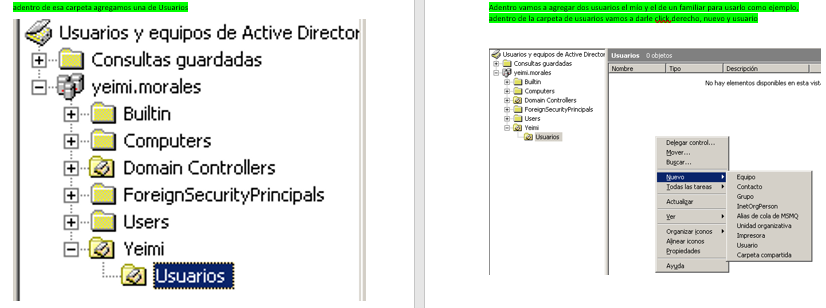 adentro de esa carpeta agregamos una de Usuarios
Usuarios y equipos de Active Director
Consultas guardadas
yeimi.morales
Builtin
Computers
Domain Controllers
ForeignSecurityPrincipals
Users
Yeimi
Usuarios
Adentro vamos a agregar dos usuarios el mío y el de un familiar para usarlo como ejemplo,
adentro de la carpeta de usuarios vamos a darle click derecho, nuevo y usuario
Usuarios y equipos de Active Director
Consultas guardadas
yeimi.morales
Builtin
Computers
Domain Controllers
ForeignSecurityPrincipals
Users
Yeimi
Usuarios
Usuarios 0 objetos
Nombre Tipo Descripción
No hay elementos disponibles en esta vist
Delegar control...
Mover...
Buscar...
Nuevo
Todas las tareas
Actualizar
Ver
Organizar iconos
Alinear iconos
Propiedades
Ayuda
Equipo
Contacto
Grupo
InetOrgPerson
Alias de cola de MSMQ
Unidad organizativa
Impresora
Usuario
Carpeta compartida